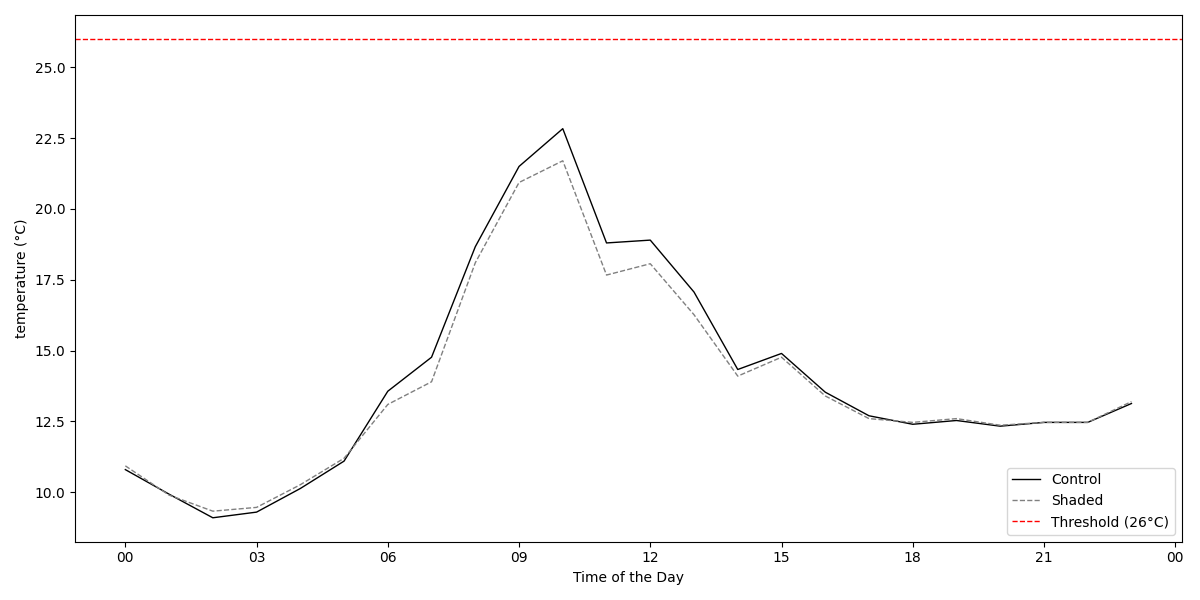 25.0
22.5
20.0
17.5
15.0
12.5
10.0
temperature (°C)
00 03 06 09 12 15 18 21 00
Time of the Day
Control
Shaded
Threshold (26°C)